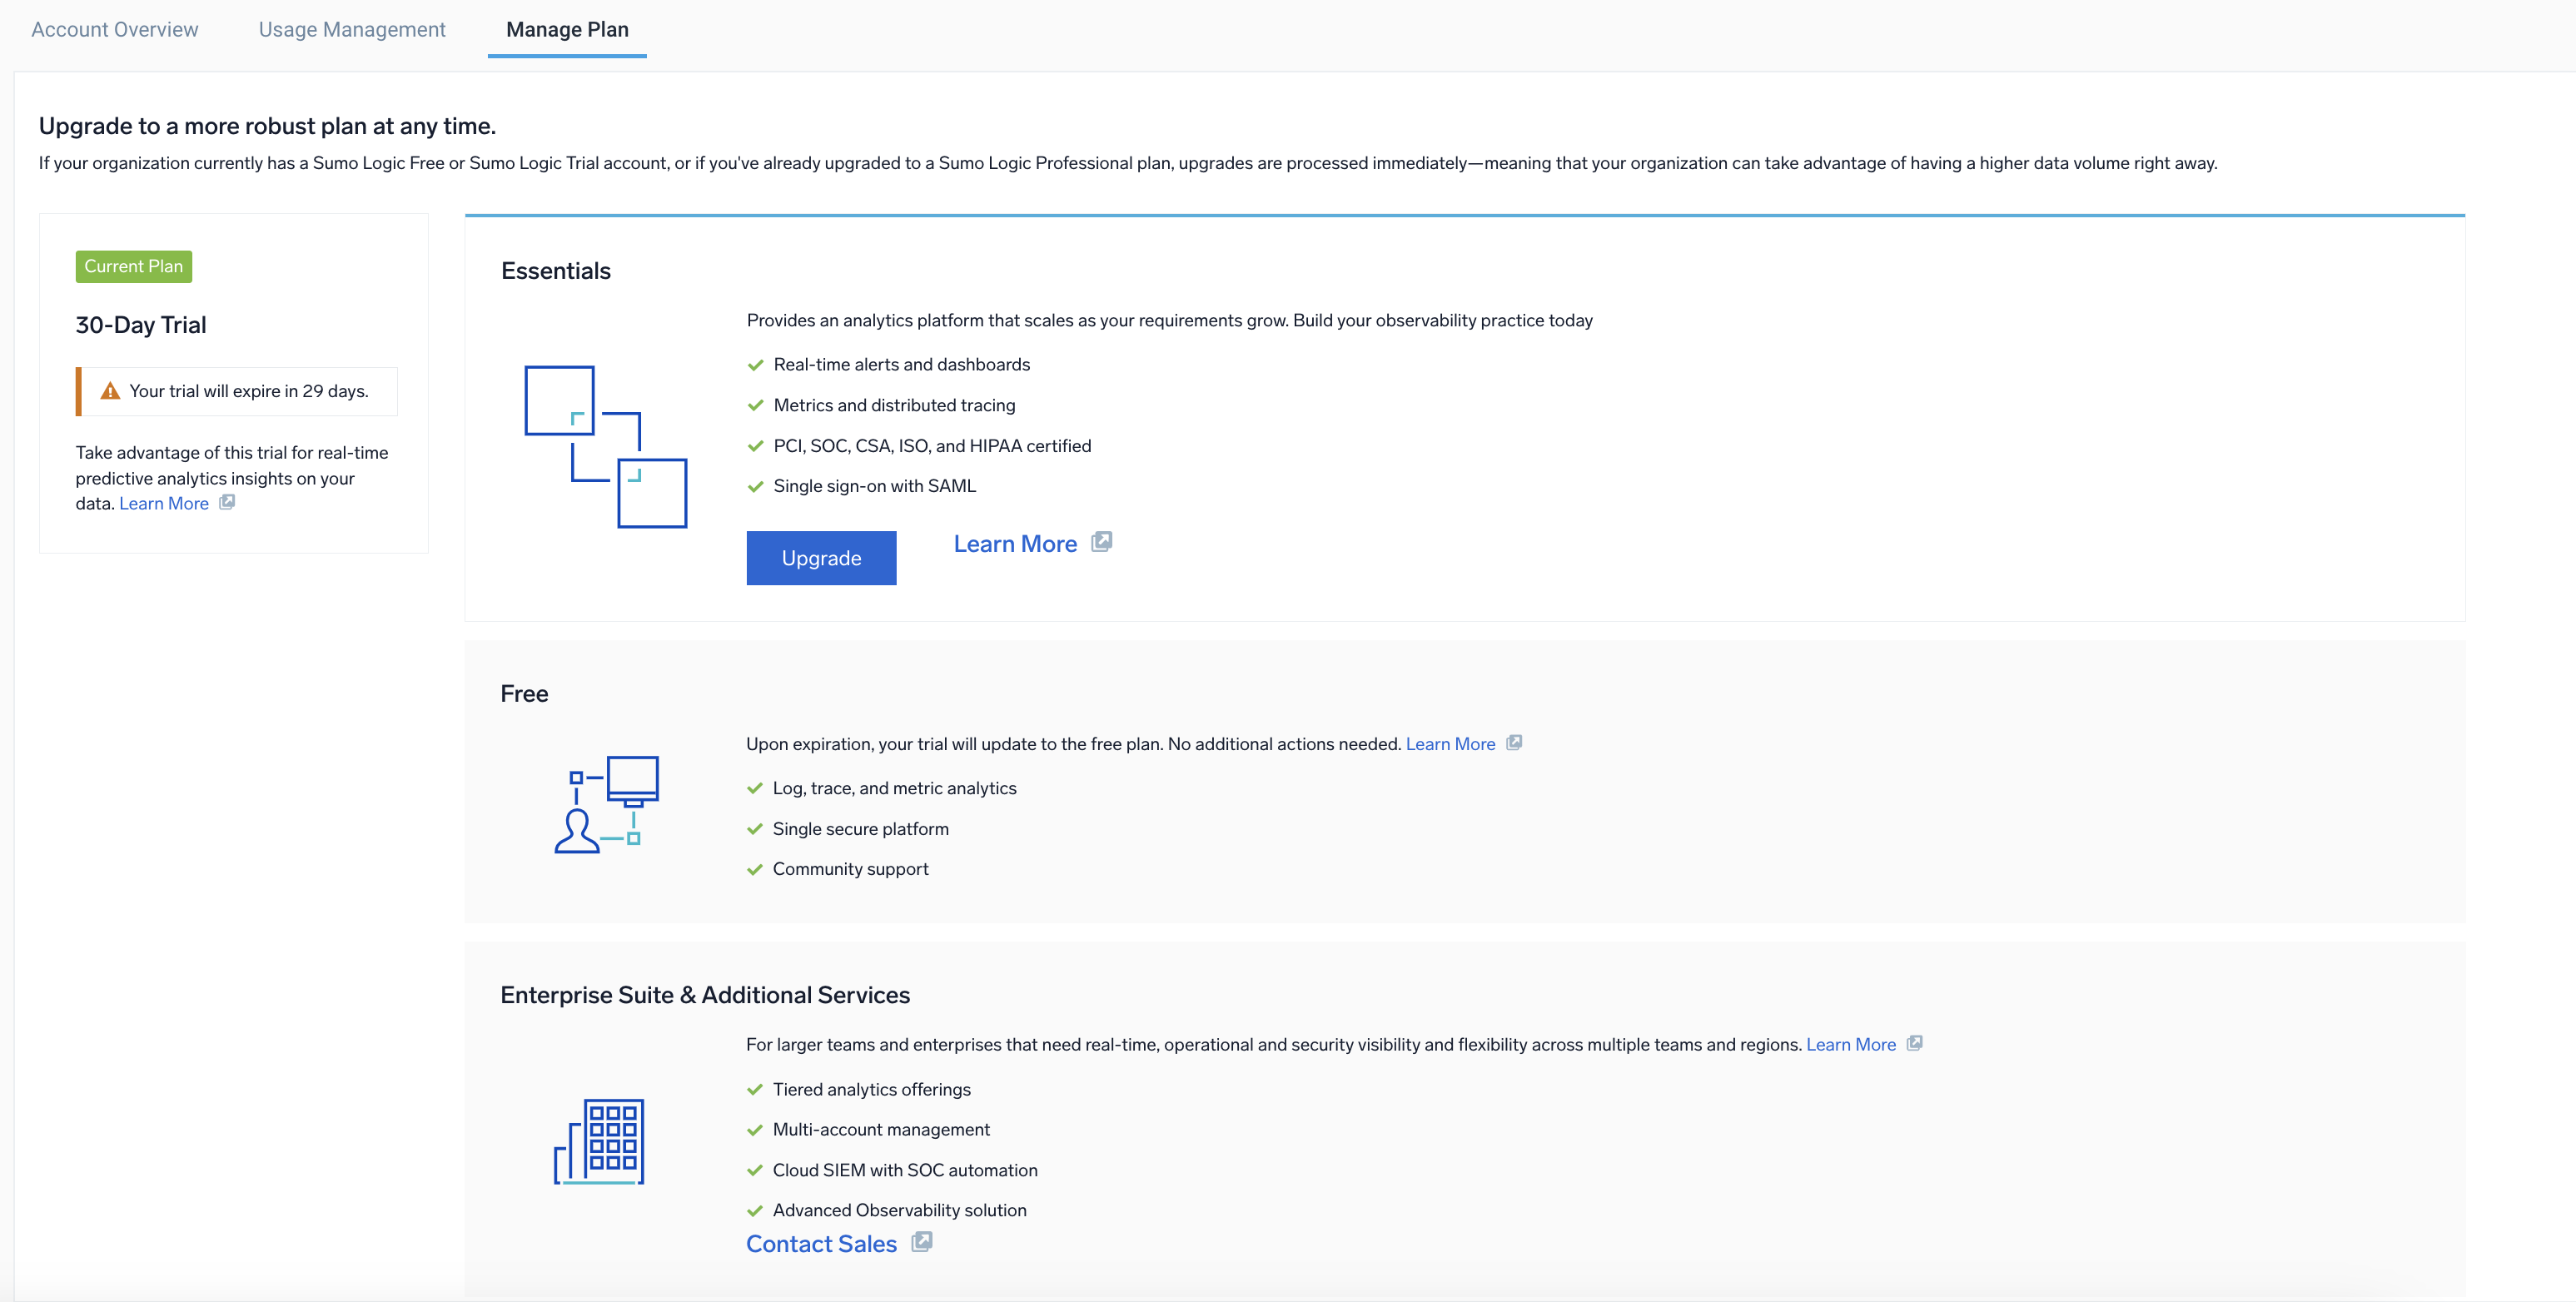 Account Overview
Usage Management
Manage Plan
Upgrade to a more robust plan at any time.
If your organization currently has a Sumo Logic Free or Sumo Logic Trial account, or if you've already upgraded to a Sumo Logic Professional plan, upgrades are processed immediately—meaning that your organization can take advantage of having a higher data volume right away.
Current Plan
30-Day Trial
Your trial will expire in 29 days.
Take advantage of this trial for real-time
predictive analytics insights on your
data. Learn More
Essentials
Provides an analytics platform that scales as your requirements grow. Build your observability practice today
Real-time alerts and dashboards
Metrics and distributed tracing
PCI, SOC, CSA, ISO, and HIPAA certified
Single sign-on with SAML
Upgrade
Learn More
Free
Upon expiration, your trial will update to the free plan. No additional actions needed. Learn More
Log, trace, and metric analytics
Single secure platform
Community support
Enterprise Suite & Additional Services
For larger teams and enterprises that need real-time, operational and security visibility and flexibility across multiple teams and regions. Learn More
Tiered analytics offerings
Multi-account management
Cloud SIEM with SOC automation
Advanced Observability solution
Contact Sales